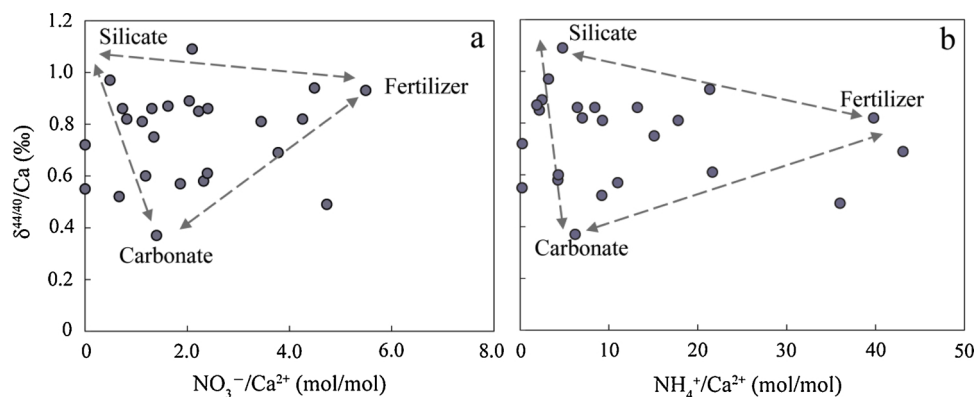 1.2
1.0
0.8
0.6
0.4
0.2
0
δ⁴⁴/⁴⁰/Ca (‰)
a
Silicate
Fertilizer
Carbonate
0 2.0 4.0 6.0 8.0
NO₃⁻/Ca²⁺ (mol/mol)
b
Silicate
Fertilizer
Carbonate
0 10 20 30 40 50
NH₄⁺/Ca²⁺ (mol/mol)